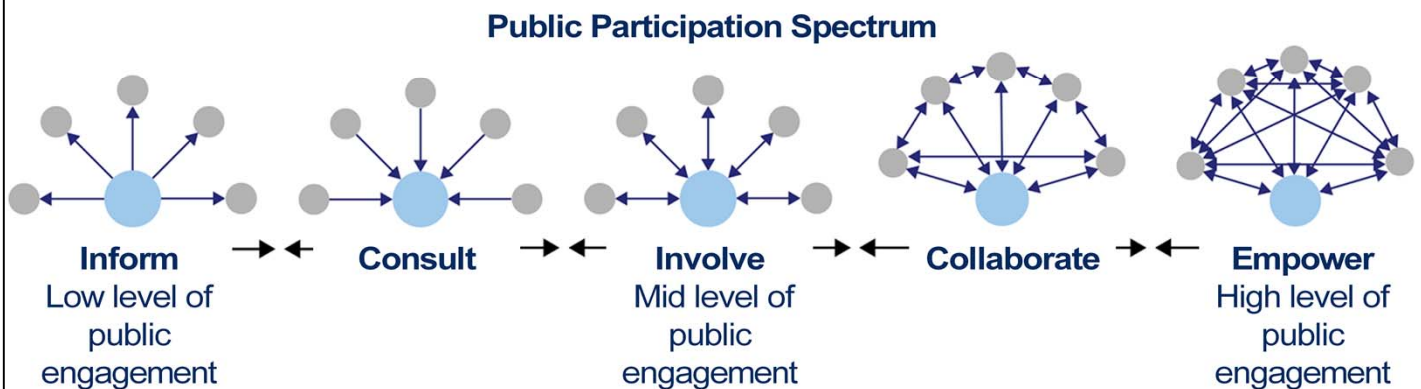 Public Participation Spectrum
Inform
Low level of
public
engagement
Consult
Involve
Mid level of
public
engagement
Collaborate
Empower
High level of
public
engagement